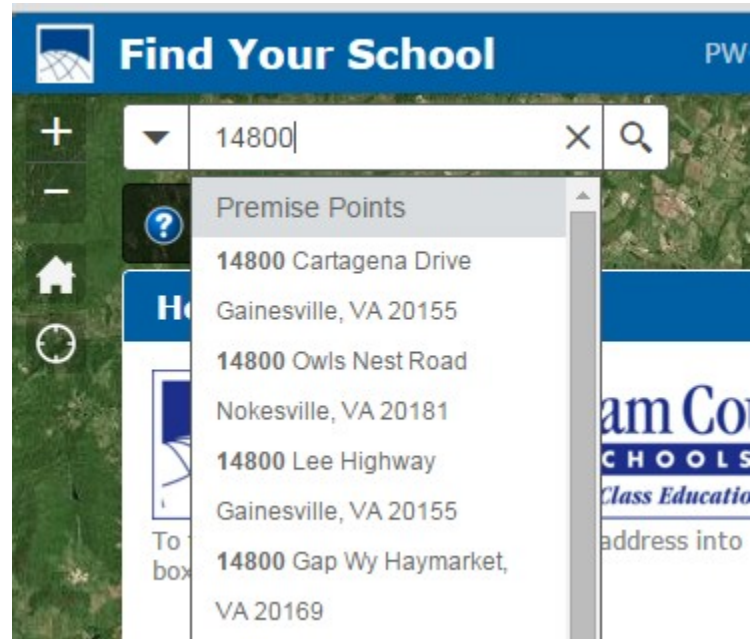 Find Your School
PW
14800
Premise Points
14800 Cartagena Drive
Gainesville, VA 20155
14800 Owls Nest Road
Nokesville, VA 20181
14800 Lee Highway
Gainesville, VA 20155
14800 Gap Wy Haymarket,
VA 20169
am Cou
CHOOLS
Class Educatio
To
address into
box